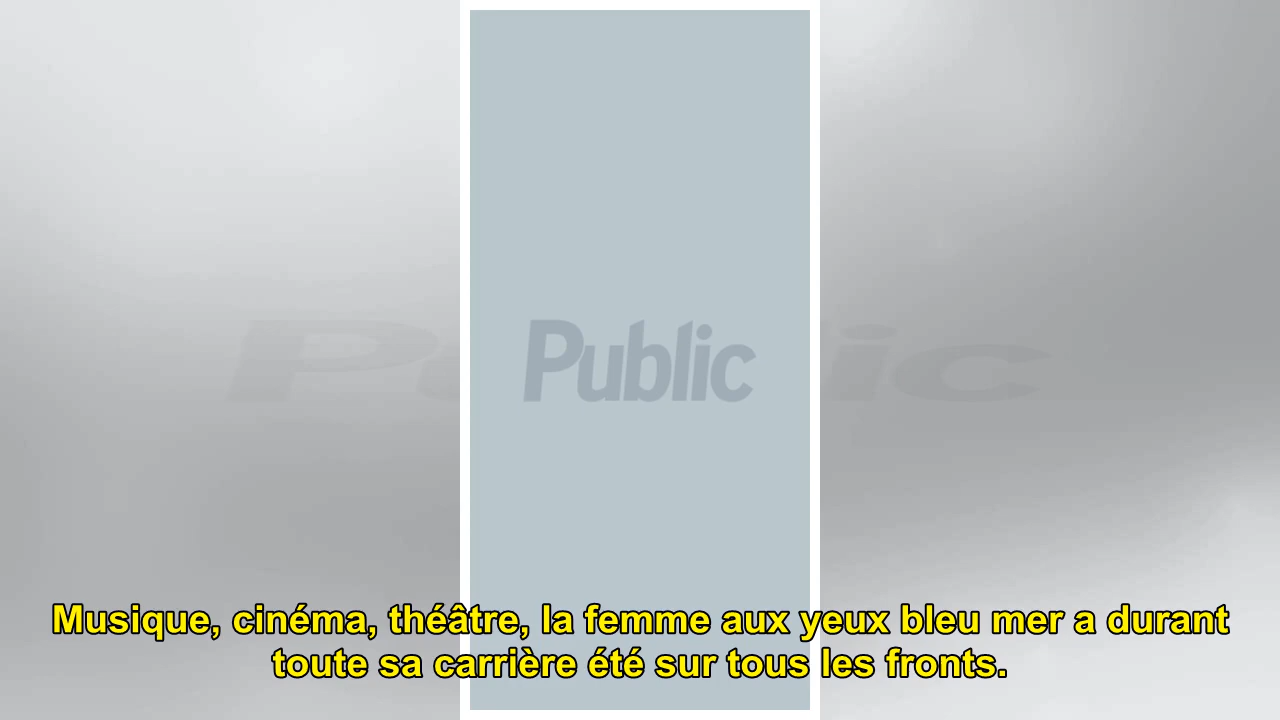 Public
Musique, cinéma, théâtre, la femme aux yeux bleu mer a durant
toute sa carrière été sur tous les fronts.